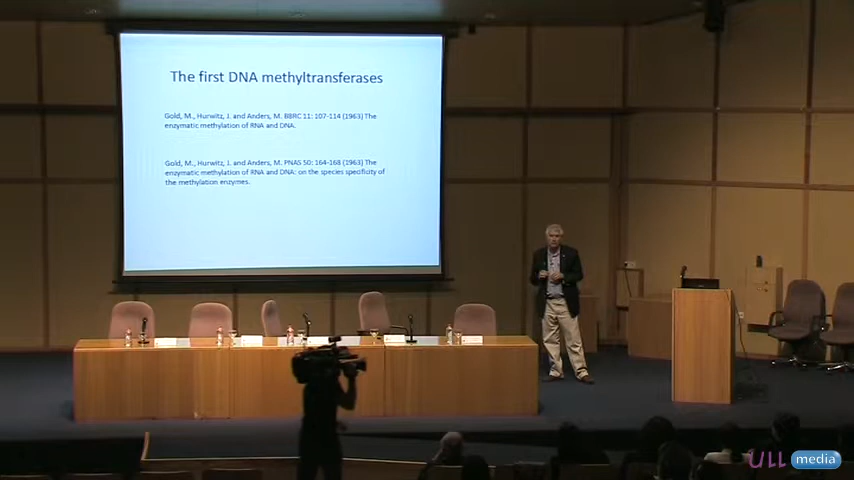 The first DNA methyltransferases
Gold, M., Hurwitz, J. and Anders, M. BBRC 11: 107-114 (1963) The
enzymatic methylation of RNA and DNA.
Gold, M., Hurwitz, J. and Anders, M. PNAS 50: 164-168 (1963) The
enzymatic methylation of RNA and DNA: on the species specificity of
the methylation enzymes.
ULL media